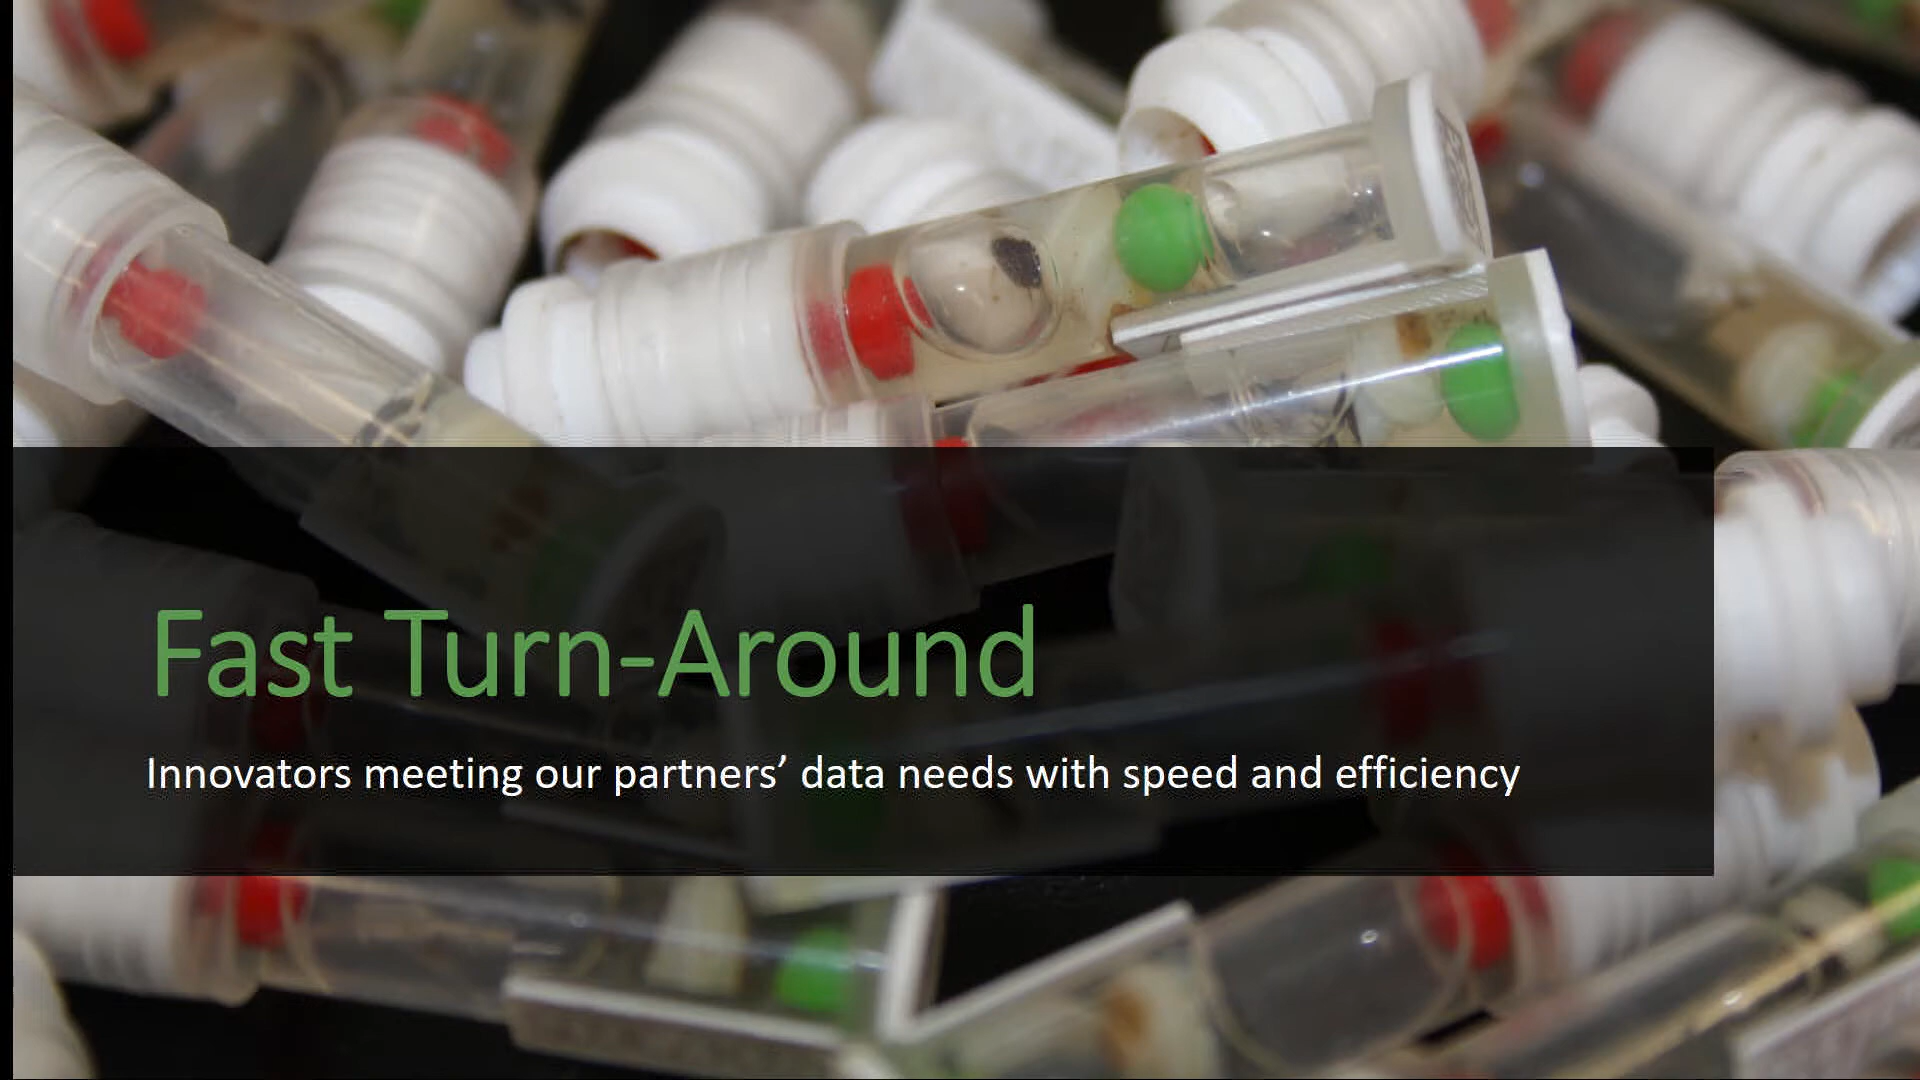 Fast Turn-Around
Innovators meeting our partners’ data needs with speed and efficiency